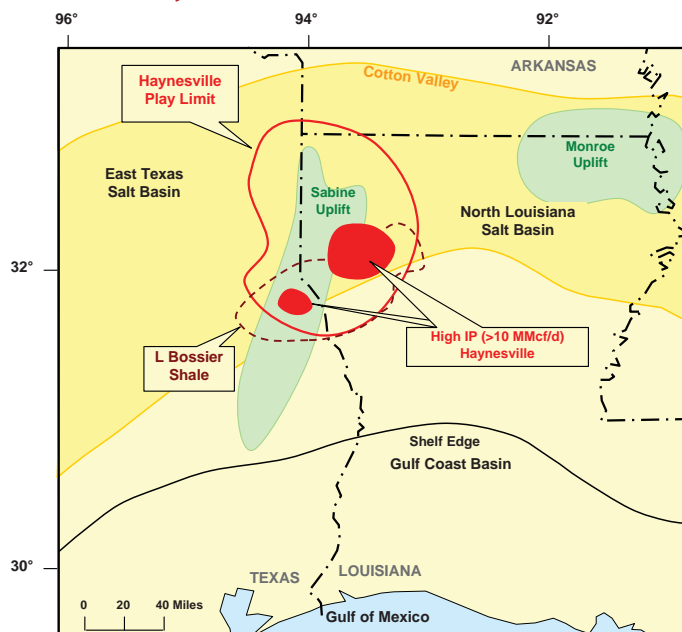 96°
94°
92°
ARKANSAS
Cotton Valley
Haynesville
Play Limit
Monroe
Uplift
East Texas
Salt Basin
Sabine
Uplift
North Louisiana
Salt Basin
32°
High IP (>10 MMcf/d)
Haynesville
L Bossier
Shale
Shelf Edge
Gulf Coast Basin
30°
TEXAS
LOUISIANA
0 20 40 Miles
Gulf of Mexico